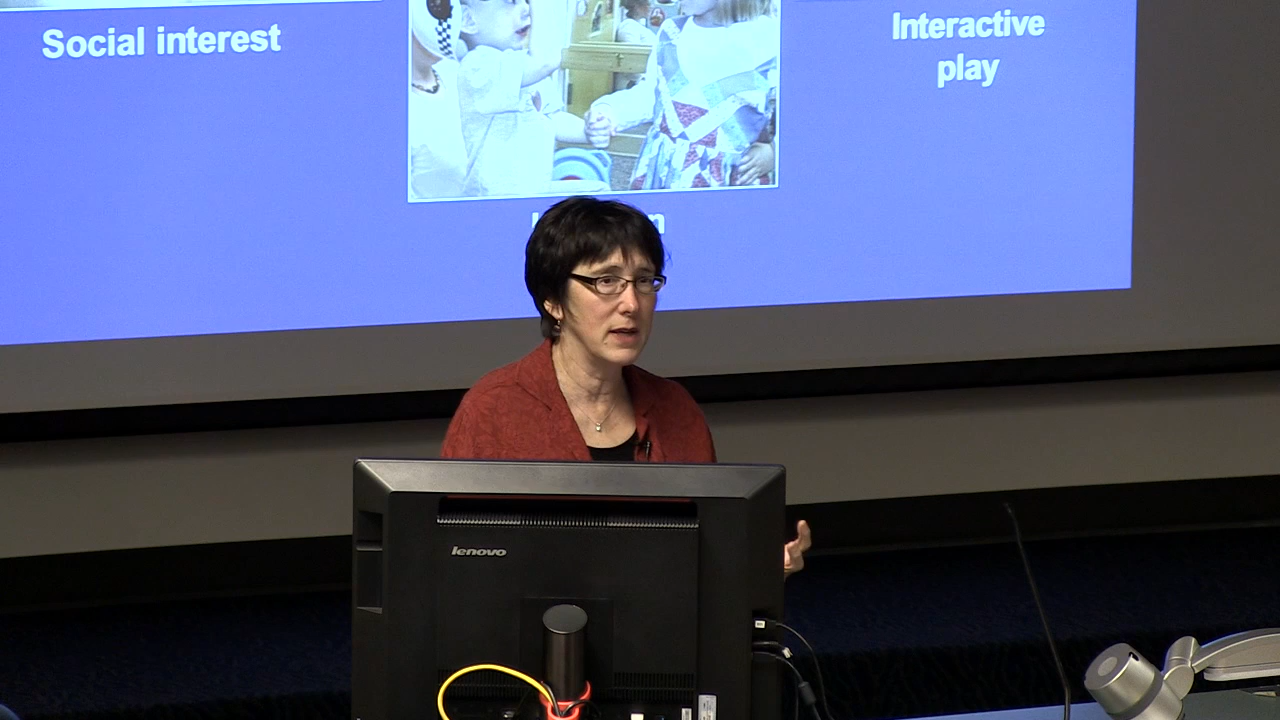 Social interest
Interactive
play
lenovo